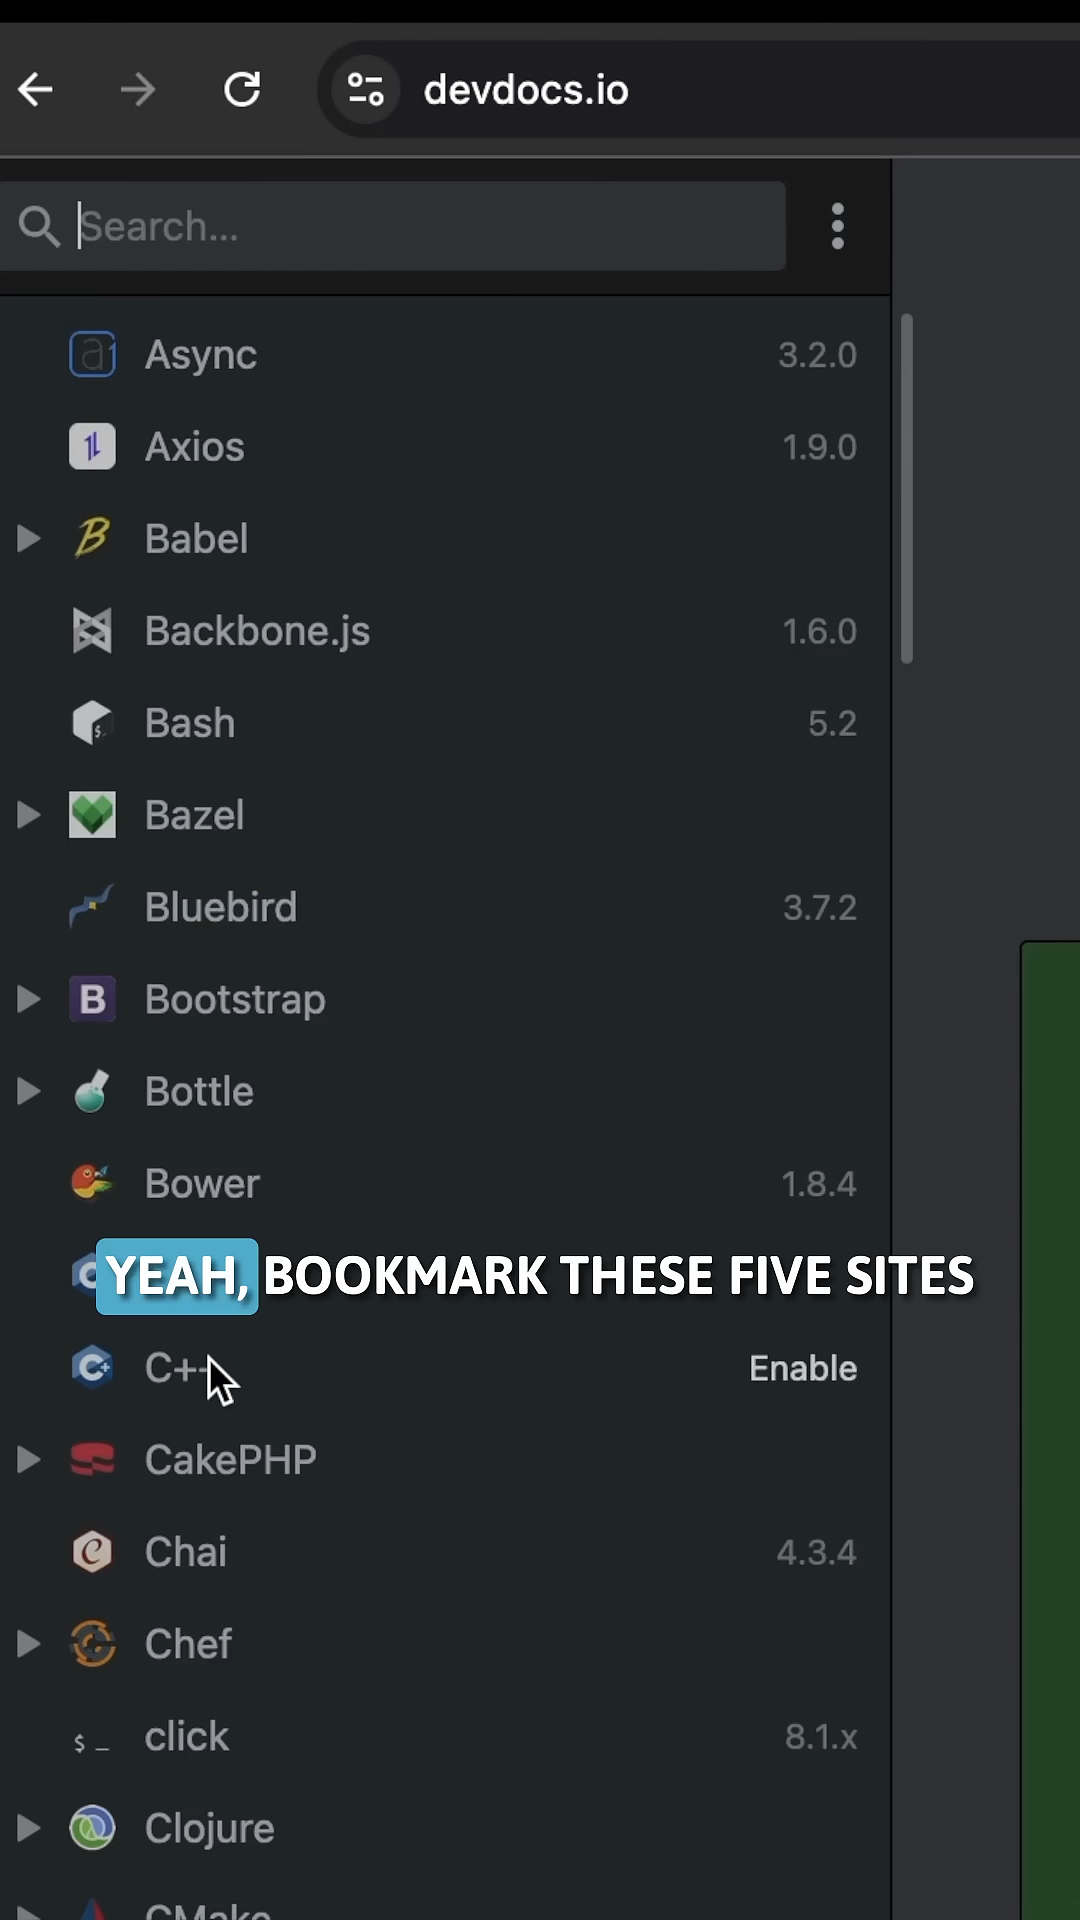 devdocs.io
Search...
Async 3.2.0
Axios 1.9.0
Babel
Backbone.js 1.6.0
Bash 5.2
Bazel
Bluebird 3.7.2
B Bootstrap
Bottle
Bower 1.8.4
YEAH, BOOKMARK THESE FIVE SITES
C++ Enable
CakePHP
Chai 4.3.4
Chef
$ _ click 8.1.x
Clojure
CMake